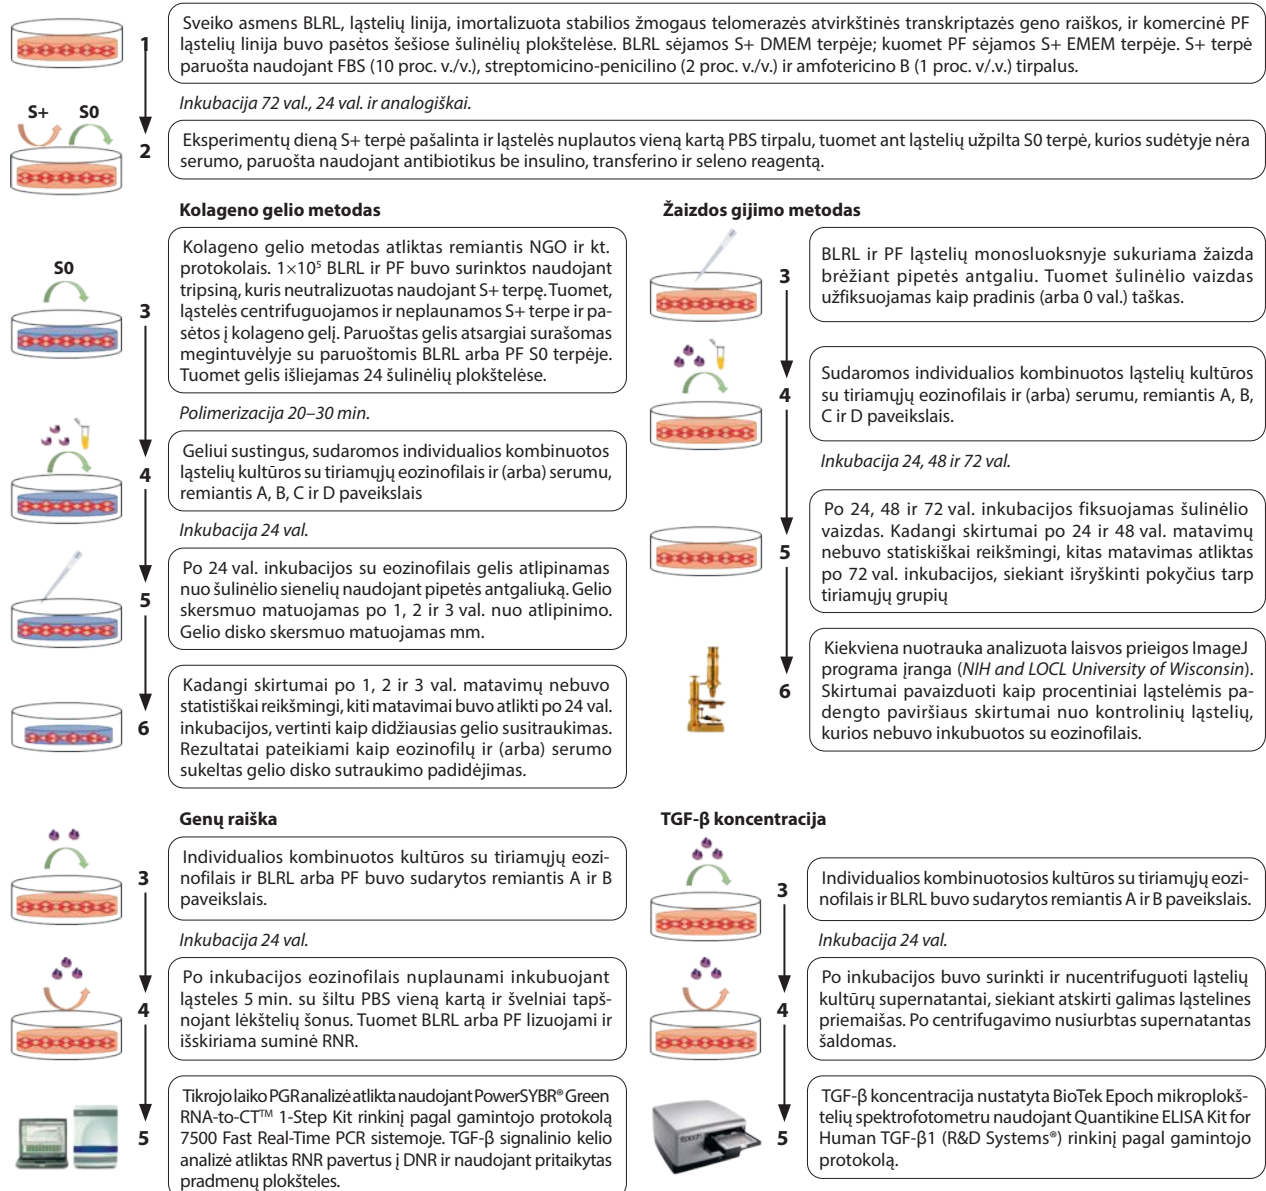 Sveiko asmens BLRL, ląstelių linija, imortalizuota stabilios žmogaus telomerazės atvirkštinės transkriptazės geno raiškos, ir komercinė PF
ląstelių linija buvo pasėtos šešiose šulinėlių plokštelėse. BLRL sėjamos S+ DMEM terpėje; kuomet PF sėjamos S+ EMEM terpėje. S+ terpė
paruošta naudojant FBS (10 proc. v./v.), streptomicino-penicilino (2 proc. v./v.) ir amfotericino B (1 proc. v/.v.) tirpalus.
1
Inkubacija 72 val., 24 val. ir analogiškai.
S+ S0
2
Eksperimentų dieną S+ terpė pašalinta ir ląstelės nuplautos vieną kartą PBS tirpalu, tuomet ant ląstelių užpilta S0 terpė, kurios sudėtyje nėra
serumo, paruošta naudojant antibiotikus be insulino, transferino ir seleno reagentą.
Kolageno gelio metodas
S0
3
Kolageno gelio metodas atliktas remiantis NGO ir kt.
protokolais. 1×10⁵ BLRL ir PF buvo surinktos naudojant
tripsiną, kuris neutralizuotas naudojant S+ terpę. Tuomet,
ląstelės centrifuguojamos ir neplaunamos S+ terpe ir pa-
sėtos į kolageno gelį. Paruoštas gelis atsargiai surašomas
megintuvėlyje su paruoštomis BLRL arba PF S0 terpėje.
Tuomet gelis išliejamas 24 šulinėlių plokštelėse.
Polimerizacija 20–30 min.
4
Geliui sustingus, sudaromos individualios kombinuotos
ląstelių kultūros su tiriamųjų eozinofilais ir (arba) serumu,
remiantis A, B, C ir D paveikslais
Inkubacija 24 val.
5
Po 24 val. inkubacijos su eozinofilais gelis atlipinamas
nuo šulinėlio sienelių naudojant pipetės antgaliuką. Gelio
skersmuo matuojamas po 1, 2 ir 3 val. nuo atlipinimo.
Gelio disko skersmuo matuojamas mm.
6
Kadangi skirtumai po 1, 2 ir 3 val. matavimų nebuvo
statistiškai reikšmingi, kiti matavimai buvo atlikti po 24 val.
inkubacijos, vertinti kaip didžiausias gelio susitraukimas.
Rezultatai pateikiami kaip eozinofilų ir (arba) serumo
sukeltas gelio disko sutraukimo padidėjimas.
Žaizdos gijimo metodas
3
BLRL ir PF ląstelių monosluoksnyje sukuriama žaizda
brėžiant pipetės antgaliu. Tuomet šulinėlio vaizdas
užfiksuojamas kaip pradinis (arba 0 val.) taškas.
4
Sudaromos individualios kombinuotos ląstelių kultūros
su tiriamųjų eozinofilais ir (arba) serumu, remiantis A, B,
C ir D paveikslais.
Inkubacija 24, 48 ir 72 val.
5
Po 24, 48 ir 72 val. inkubacijos fiksuojamas šulinėlio
vaizdas. Kadangi skirtumai po 24 ir 48 val. matavimų
nebuvo statiskiškai reikšmingi, kitas matavimas atliktas
po 72 val. inkubacijos, siekiant išryškinti pokyčius tarp
tiriamųjų grupių
6
Kiekviena nuotrauka analizuota laisvos prieigos ImageJ
programa įranga (NIH and LOCL University of Wisconsin).
Skirtumai pavaizduoti kaip procentiniai ląstelėmis pa-
dengto paviršiaus skirtumai nuo kontrolinių ląstelių,
kurios nebuvo inkubuotos su eozinofilais.
Genų raiška
3
Individualios kombinuotos kultūros su tiriamųjų eozi-
nofilais ir BLRL arba PF buvo sudarytos remiantis A ir B
paveikslais.
Inkubacija 24 val.
4
Po inkubacijos eozinofilais nuplaunami inkubuojant
ląsteles 5 min. su šiltu PBS vieną kartą ir švelniai tapš-
nojant lėkštelių šonus. Tuomet BLRL arba PF lizuojami ir
išskiriama suminė RNR.
5
Tikrojo laiko PGR analizė atlikta naudojant PowerSYBR® Green
RNA-to-CT™ 1-Step Kit rinkinį pagal gamintojo protokolą
7500 Fast Real-Time PCR sistemoje. TGF-β signalinio kelio
analizė atliktas RNR pavertus į DNR ir naudojant pritaikytas
pradmenų plokšteles.
TGF-β koncentracija
3
Individualios kombinuotosios kultūros su tiriamųjų eozi-
nofilais ir BLRL buvo sudarytos remiantis A ir B paveikslais.
Inkubacija 24 val.
4
Po inkubacijos buvo surinkti ir nucentrifuguoti ląstelių
kultūrų supernatantai, siekiant atskirti galimas ląstelines
priemaišas. Po centrifugavimo nusiurbtas supernatantas
šaldomas.
epoch
5
TGF-β koncentracija nustatyta BioTek Epoch mikroplokš-
telių spektrofotometru naudojant Quantikine ELISA Kit for
Human TGF-β1 (R&D Systems®) rinkinį pagal gamintojo
protokolą.